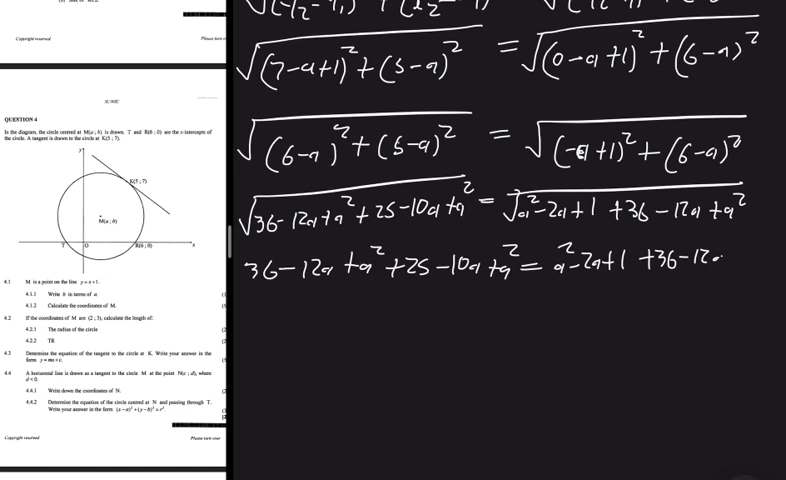 Copyright reserved
Please turn over
QUESTION 4
In the diagram, the circle centred at M(a ; b) is drawn. T and R(6 ; 0) are the x-intercepts of
the circle. A tangent is drawn to the circle at K(5 ; 7).
y
K(5 ; 7)
M(a ; b)
T
O
R(6 ; 0)
x
4.1 M is a point on the line y = x + 1.
4.1.1 Write b in terms of a.
4.1.2 Calculate the coordinates of M.
4.2 If the coordinates of M are (2 ; 3), calculate the length of:
4.2.1 The radius of the circle
4.2.2 TR
4.3 Determine the equation of the tangent to the circle at K. Write your answer in the
form y = mx + c.
4.4 A horizontal line is drawn as a tangent to the circle M at the point N(c ; d), where
d < 0.
4.4.1 Write down the coordinates of N.
4.4.2 Determine the equation of the circle centred at N and passing through T.
Write your answer in the form (x − a)² + (y − b)² = r².
Copyright reserved
Please turn over
√(7-a+1)² + (5-a)² = √(0-a+1)² + (6-a)²
√(6-a)² + (5-a)² = √(-a+1)² + (6-a)²
√36-12a+a²+25-10a+a² = √a²-2a+1+36-12a+a²
36-12a+a²+25-10a+a² = a²-2a+1+36-12